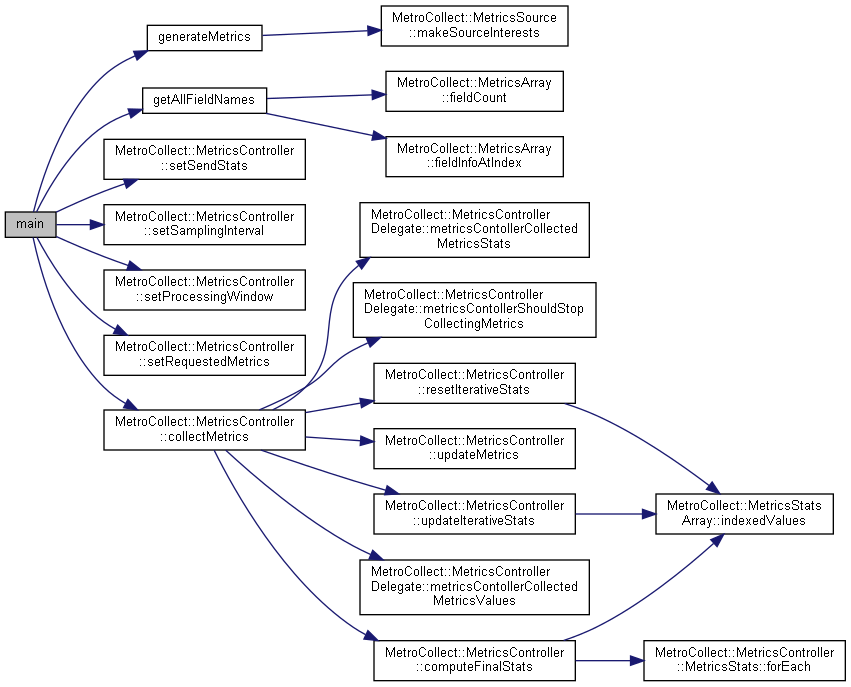 main
generateMetrics
MetroCollect::MetricsSource
::makeSourceInterests
getAllFieldNames
MetroCollect::MetricsArray
::fieldCount
MetroCollect::MetricsArray
::fieldInfoAtIndex
MetroCollect::MetricsController
::setSendStats
MetroCollect::MetricsController
::setSamplingInterval
MetroCollect::MetricsController
::setProcessingWindow
MetroCollect::MetricsController
::setRequestedMetrics
MetroCollect::MetricsController
::collectMetrics
MetroCollect::MetricsController
Delegate::metricsContollerCollected
MetricsStats
MetroCollect::MetricsController
Delegate::metricsContollerShouldStop
CollectingMetrics
MetroCollect::MetricsController
::resetIterativeStats
MetroCollect::MetricsController
::updateMetrics
MetroCollect::MetricsController
::updateIterativeStats
MetroCollect::MetricsController
Delegate::metricsContollerCollected
MetricsValues
MetroCollect::MetricsController
::computeFinalStats
MetroCollect::MetricsStats
Array::indexedValues
MetroCollect::MetricsController
::MetricsStats::forEach